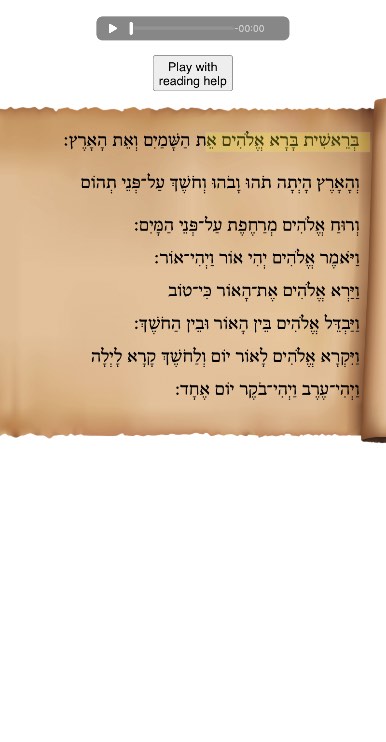 -00:00
Play with
reading help
בְּרֵאשִׁית בָּרָא אֱלֹהִים אֵת הַשָּׁמַיִם וְאֵת הָאָרֶץ:
וְהָאָרֶץ הָיְתָה תֹהוּ וָבֹהוּ וְחֹשֶׁךְ עַל־פְּנֵי תְהוֹם
וְרוּחַ אֱלֹהִים מְרַחֶפֶת עַל־פְּנֵי הַמָּיִם:
וַיֹּאמֶר אֱלֹהִים יְהִי אוֹר וַיְהִי־אוֹר:
וַיַּרְא אֱלֹהִים אֶת־הָאוֹר כִּי־טוֹב
וַיַּבְדֵּל אֱלֹהִים בֵּין הָאוֹר וּבֵין הַחֹשֶׁךְ:
וַיִּקְרָא אֱלֹהִים לָאוֹר יוֹם וְלַחֹשֶׁךְ קָרָא לָיְלָה
וַיְהִי־עֶרֶב וַיְהִי־בֹקֶר יוֹם אֶחָד: